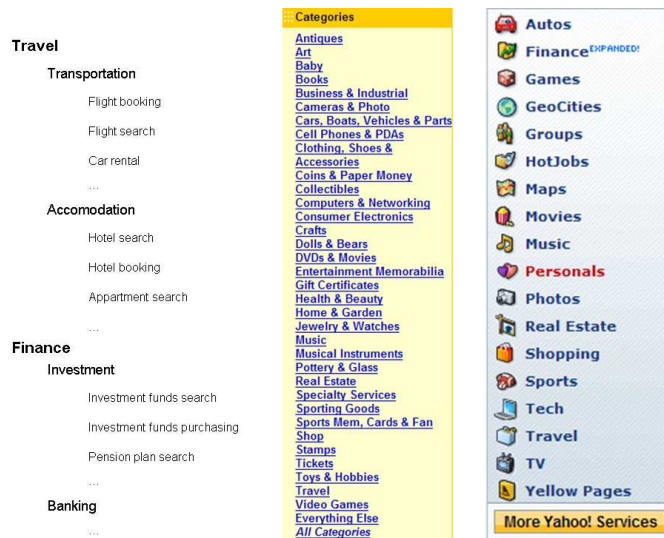 Travel
Transportation
Flight booking
Flight search
Car rental
...
Accomodation
Hotel search
Hotel booking
Appartment search
...
Finance
Investment
Investment funds search
Investment funds purchasing
Pension plan search
...
Banking
...
Categories
Antiques
Art
Baby
Books
Business & Industrial
Cameras & Photo
Cars, Boats, Vehicles & Parts
Cell Phones & PDAs
Clothing, Shoes &
Accessories
Coins & Paper Money
Collectibles
Computers & Networking
Consumer Electronics
Crafts
Dolls & Bears
DVDs & Movies
Entertainment Memorabilia
Gift Certificates
Health & Beauty
Home & Garden
Jewelry & Watches
Music
Musical Instruments
Pottery & Glass
Real Estate
Specialty Services
Sporting Goods
Sports Mem, Cards & Fan
Shop
Stamps
Tickets
Toys & Hobbies
Travel
Video Games
Everything Else
All Categories
Autos
Finance EXPANDED!
Games
GeoCities
Groups
HotJobs
Maps
Movies
Music
Personals
Photos
Real Estate
Shopping
Sports
Tech
Travel
TV
Yellow Pages
More Yahoo! Services